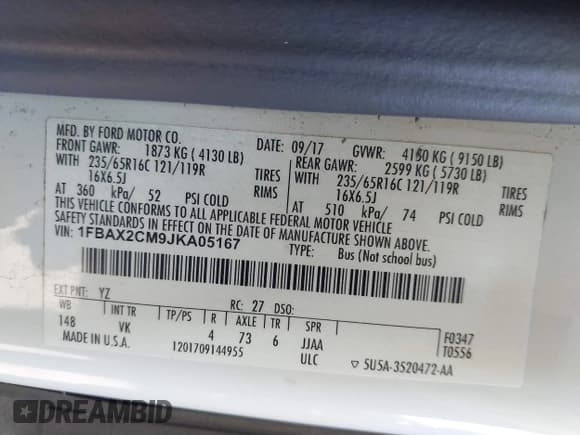 MFD. BY FORD MOTOR CO.
DATE: 09/17 GVWR: 4150 KG ( 9150 LB)
FRONT GAWR: 1873 KG ( 4130 LB)
REAR GAWR: 2599 KG ( 5730 LB)
WITH 235/65R16C 121/119R TIRES
WITH 235/65R16C 121/119R TIRES
16X6.5J RIMS
16X6.5J RIMS
AT 360 kPa/ 52 PSI COLD
AT 510 kPa/ 74 PSI COLD
THIS VEHICLE CONFORMS TO ALL APPLICABLE FEDERAL MOTOR VEHICLE
SAFETY STANDARDS IN EFFECT ON THE DATE OF MANUFACTURE SHOWN ABOVE.
VIN: 1FBAX2CM9JKA05167
TYPE: Bus (Not school bus)
EXT PNT: YZ RC: 27 DSO:
WB INT TR TP/PS R AXLE TR SPR
148 VK 4 73 6 JJAA
ULC
F0347
T0556
MADE IN U.S.A. 1201709144955
▽ 5U5A-3520472-AA
DREAMBID